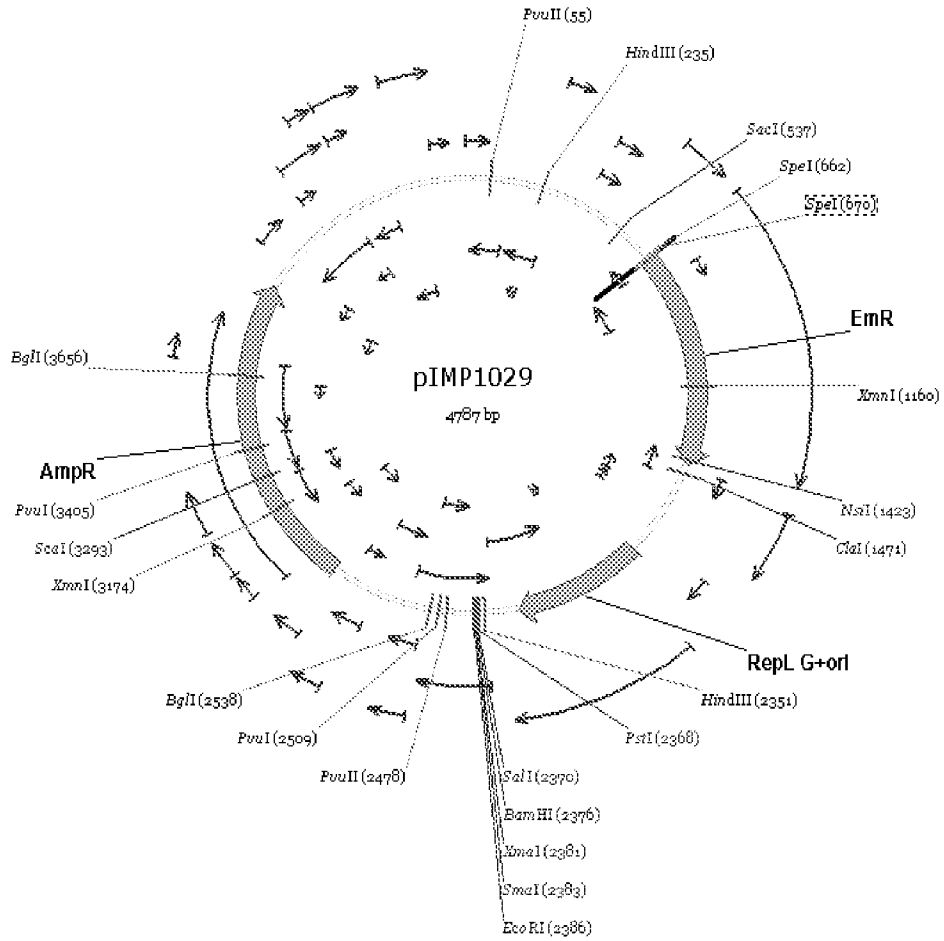 PvuII (55)
HindIII (235)
SacI (537)
SpeI (662)
SpeI (670)
EmR
XmnI (1160)
NsiI (1423)
ClaI (1471)
RepL G+orI
HindIII (2351)
PstI (2368)
SalI (2370)
BamHI (2376)
XmaI (2381)
SmaI (2383)
EcoRI (2386)
PvuII (2478)
PvuI (2509)
BglI (2538)
XmnI (3174)
ScaI (3293)
PvuI (3405)
AmpR
BglI (3656)
pIMP1029
4787 bp